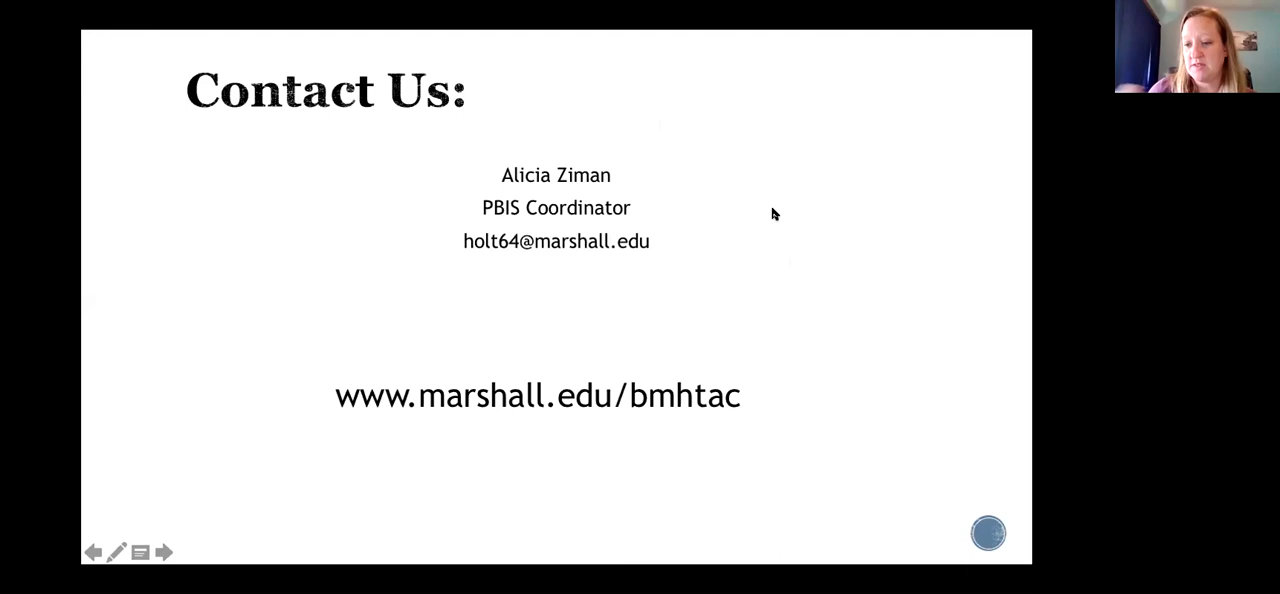 Contact Us:
Alicia Ziman
PBIS Coordinator
holt64@marshall.edu
www.marshall.edu/bmhtac